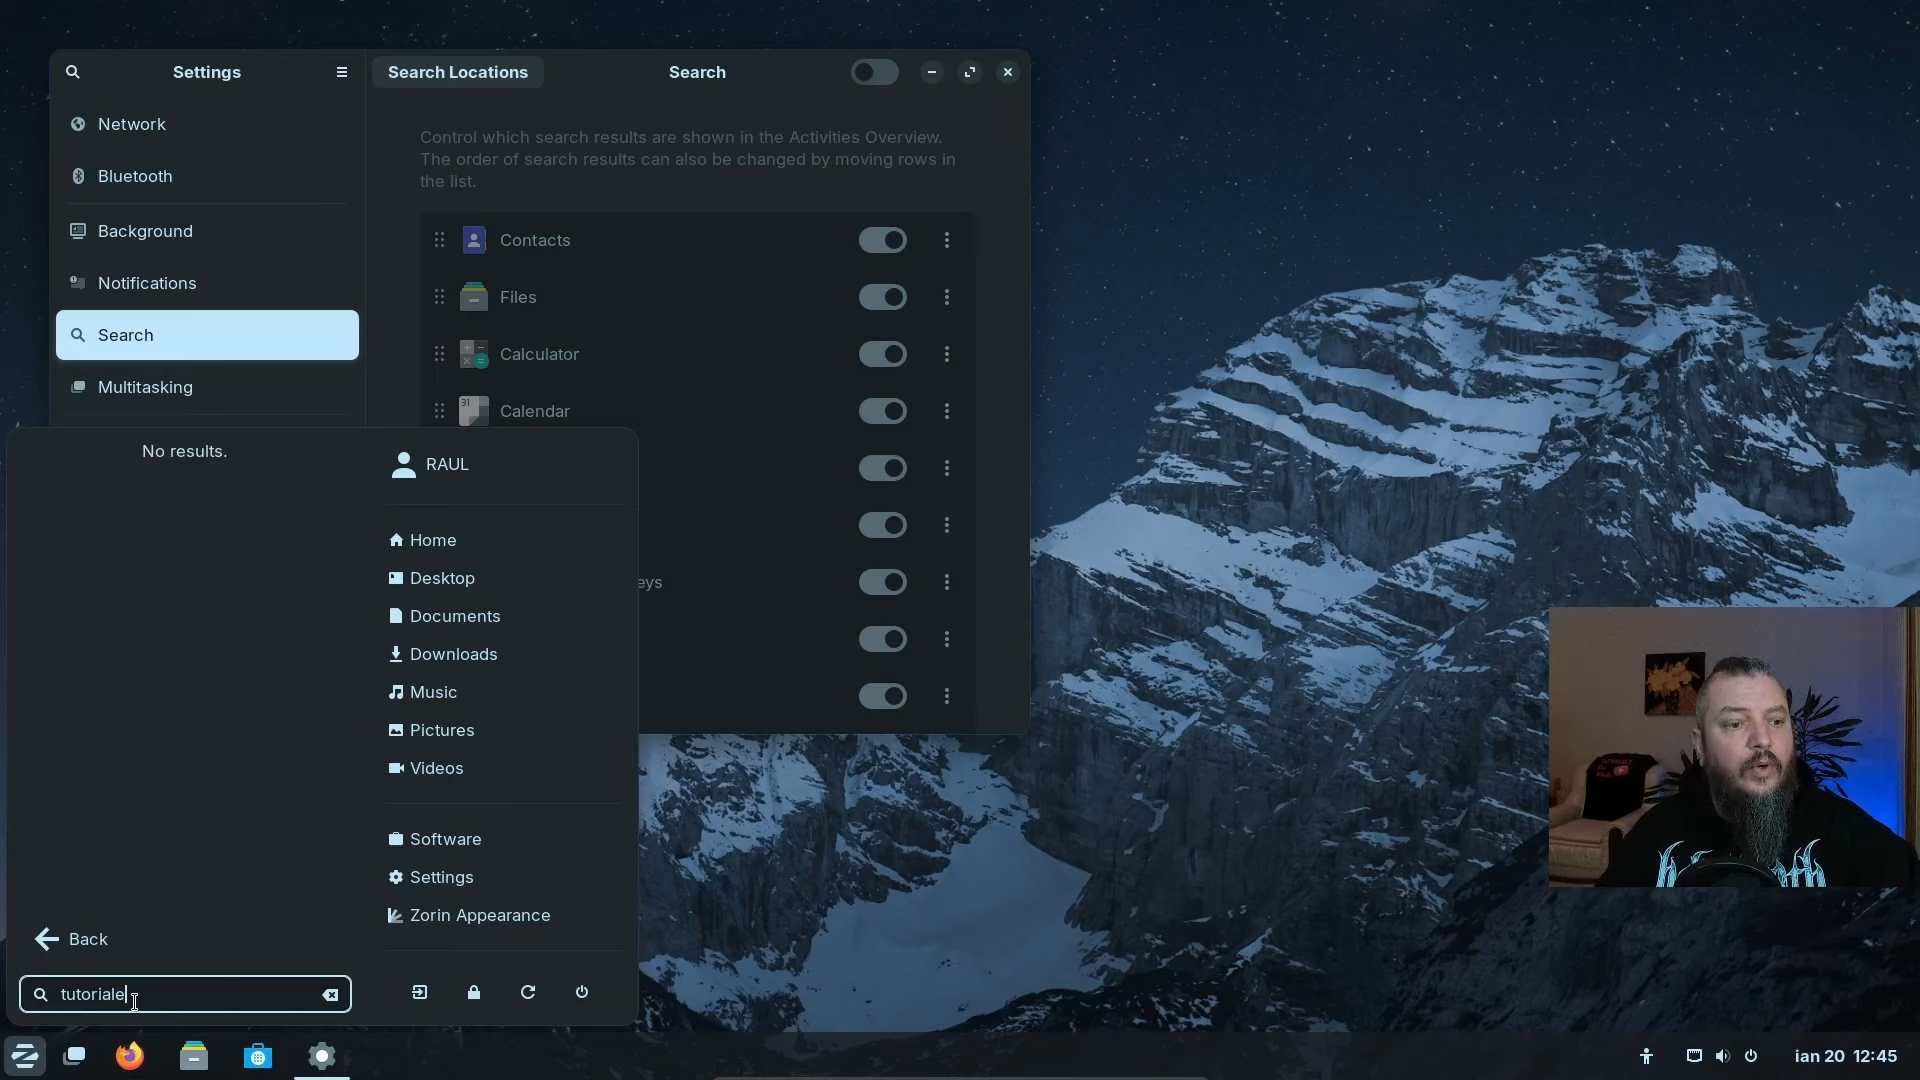 Settings
Search Locations
Search
Network
Bluetooth
Background
Notifications
Search
Multitasking
Control which search results are shown in the Activities Overview.
The order of search results can also be changed by moving rows in
the list.
Contacts
Files
Calculator
31
Calendar
eys
No results.
RAUL
Home
Desktop
Documents
Downloads
Music
Pictures
Videos
Software
Settings
Zorin Appearance
Back
tutoriale
ian 20 12:45